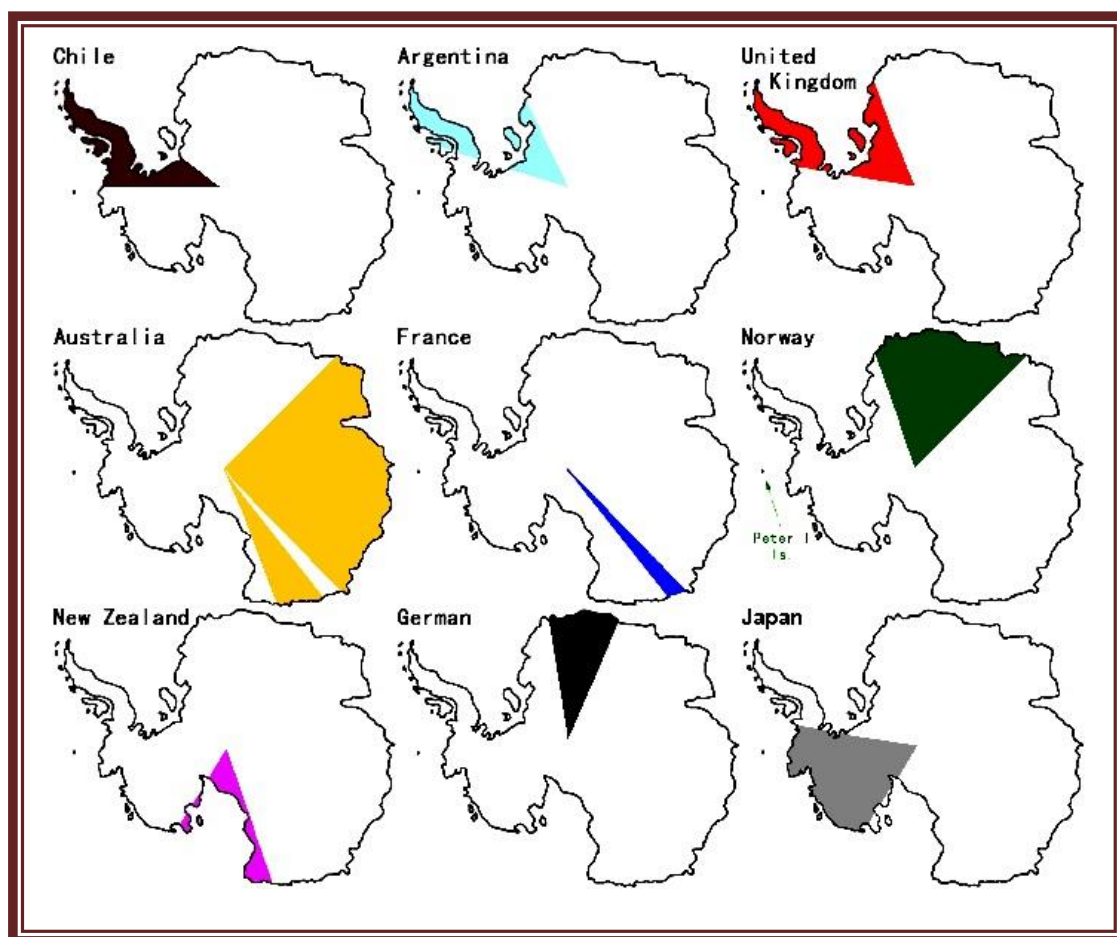 Chile
Argentina
United
Kingdom
Australia
France
Norway
Peter I
Is.
New Zealand
German
Japan